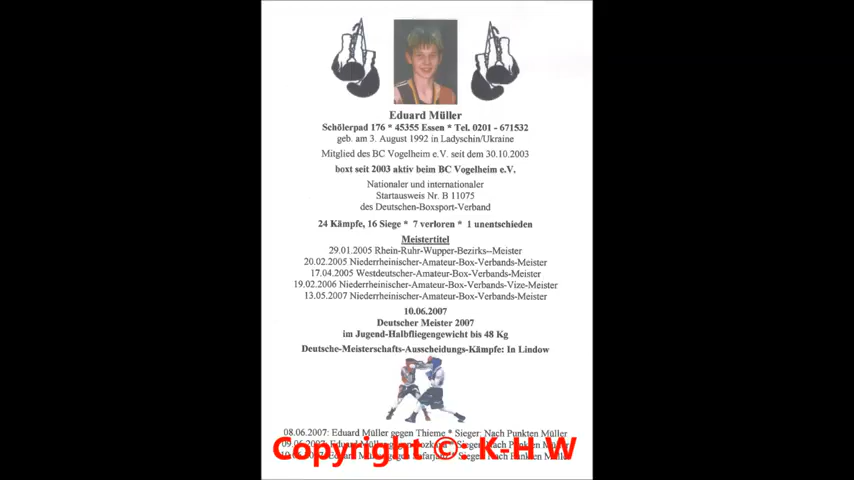 Eduard Müller
Schölerpad 176 * 45355 Essen * Tel. 0201 - 671532
geb. am 3. August 1992 in Ladyschin/Ukraine
Mitglied des BC Vogelheim e.V. seit dem 30.10.2003
boxt seit 2003 aktiv beim BC Vogelheim e.V.
Nationaler und internationaler
Startausweis Nr. B 11075
des Deutschen-Boxsport-Verband
24 Kämpfe, 16 Siege * 7 verloren * 1 unentschieden
Meistertitel
29.01.2005 Rhein-Ruhr-Wupper-Bezirks--Meister
20.02.2005 Niederrheinischer-Amateur-Box-Verbands-Meister
17.04.2005 Westdeutscher-Amateur-Box-Verbands-Meister
19.02.2006 Niederrheinischer-Amateur-Box-Verbands-Vize-Meister
13.05.2007 Niederrheinischer-Amateur-Box-Verbands-Meister
10.06.2007
Deutscher Meister 2007
im Jugend-Halbfliegengewicht bis 48 Kg
Deutsche-Meisterschafts-Ausscheidungs-Kämpfe: In Lindow
08.06.2007: Eduard Müller gegen Thieme * Sieger: Nach Punkten Müller
Nach Punkten Müller
Nach Punkten Müller
Copyright ©: K-H W